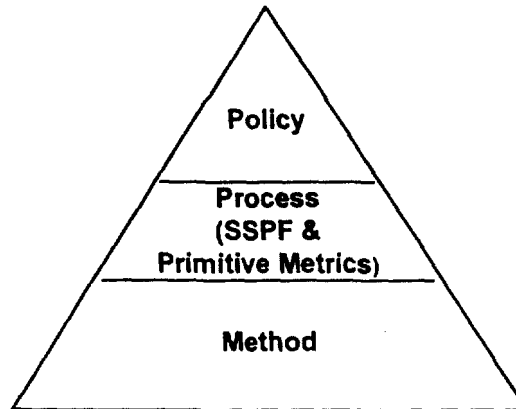 Policy
Process
(SSPF &
Primitive Metrics)
Method